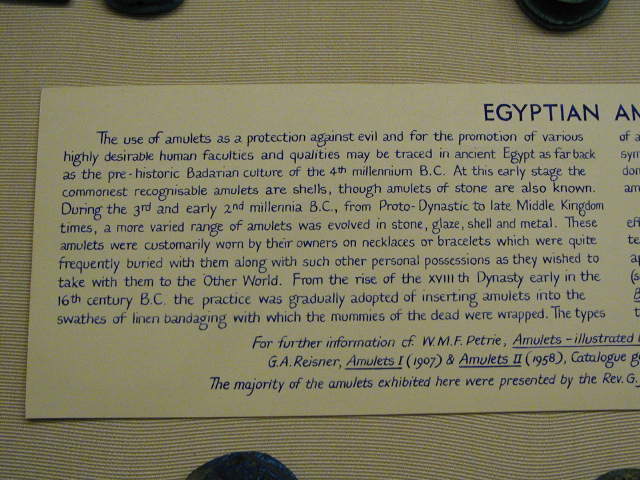 EGYPTIAN AM
The use of amulets as a protection against evil and for the promotion of various
highly desirable human faculties and qualities may be traced in ancient Egypt as far back
as the pre-historic Badarian culture of the 4th millennium B.C. At this early stage the
commonest recognisable amulets are shells, though amulets of stone are also known.
During the 3rd and early 2nd millennia B.C., from Proto-Dynastic to late Middle Kingdom
times, a more varied range of amulets was evolved in stone, glaze, shell and metal. These
amulets were customarily worn by their owners on necklaces or bracelets which were quite
frequently buried with them along with such other personal possessions as they wished to
take with them to the Other World. From the rise of the XVIIIth Dynasty early in the
16th century B.C. the practice was gradually adopted of inserting amulets into the
swathes of linen bandaging with which the mummies of the dead were wrapped. The types
of a
sym
don
am
eff
te
ap
(s
B
t
For further information cf. W.M.F. Petrie, Amulets - illustrated b
G.A. Reisner, Amulets I (1907) & Amulets II (1958), Catalogue g
The majority of the amulets exhibited here were presented by the Rev. G.